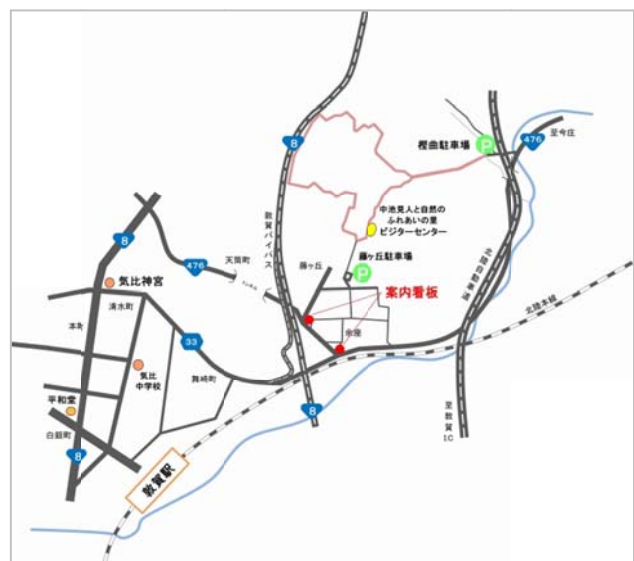 8
樫曲駐車場
P
至今庄
476
中池見人と自然の
ふれあいの里
ビジターセンター
敦賀バイパス
8
476
天筒町
藤ヶ丘
藤ヶ丘駐車場
P
北陸自動車道
気比神宮
清水町
案内看板
余座
北陸本線
本町
33
気比
中学校
舞崎町
平和堂
白銀町
8
8
至敦賀
IC
敦賀駅